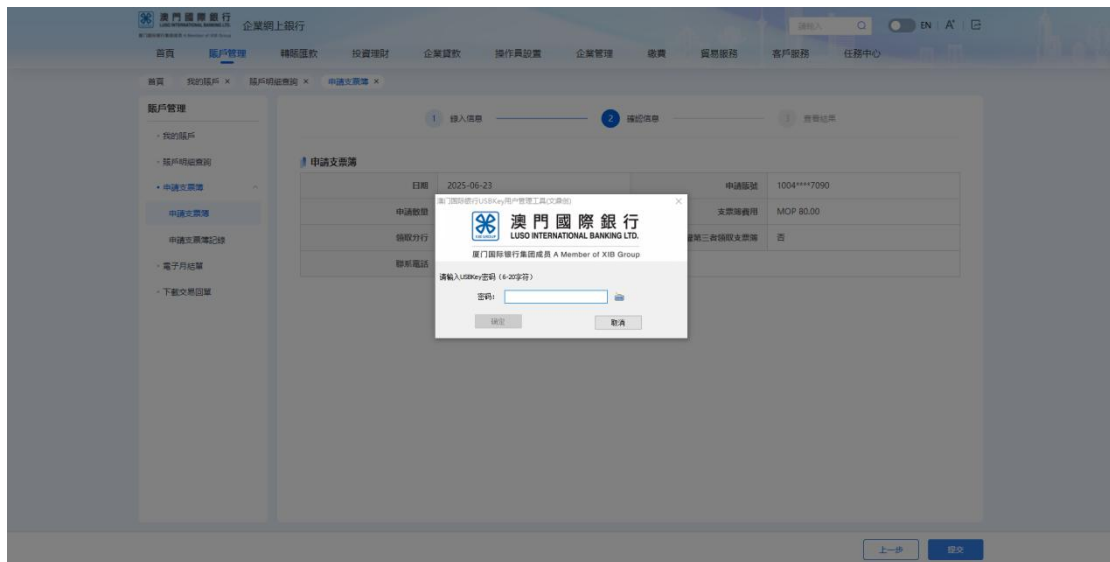 澳門國際銀行 企業網上銀行
LUSO INTERNATIONAL BANKING LTD.
請輸入 EN A
首頁 賬戶管理 轉賬匯款 投資理財 企業貸款 操作員設置 企業管理 繳費 貿易服務 客戶服務 任務中心
首頁 我的賬戶 × 賬戶明細查詢 × 申請支票簿 ×
賬戶管理
· 我的賬戶
· 賬戶明細查詢
· 申請支票簿
申請支票簿
申請支票簿記錄
· 電子月結單
· 下載交易回單
1 錄入信息 2 確認信息 3 查看結果
申請支票簿
日期 2025-06-23 申請賬號 1004****7090
申請數量 支票簿費用 MOP 80.00
領取分行 第三者領取支票簿 否
聯系電話
澳门国际银行USBKey用户管理工具(文鼎创) ×
澳門國際銀行
XIB GROUP
LUSO INTERNATIONAL BANKING LTD.
厦门国际银行集团成员 A Member of XIB Group
请输入USBKey密码（6-20字符）
密码：
确定 取消
上一步 提交